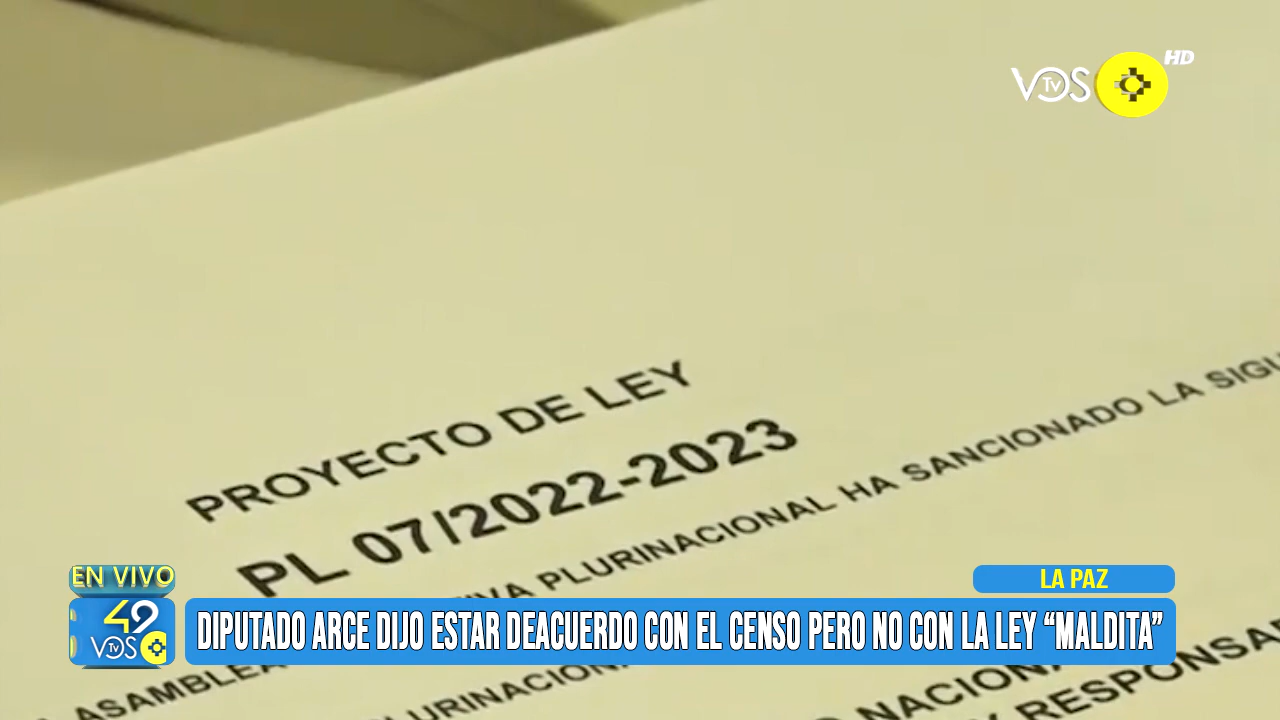 VOS TV
HD
PROYECTO DE LEY
PL 07/2022-2023
PLURINACIONAL HA SANCIONADO LA
EN VIVO
LA PAZ
49
VOS TV
DIPUTADO ARCE DIJO ESTAR DEACUERDO CON EL CENSO PERO NO CON LA LEY “MALDITA”
ASAMBLEA